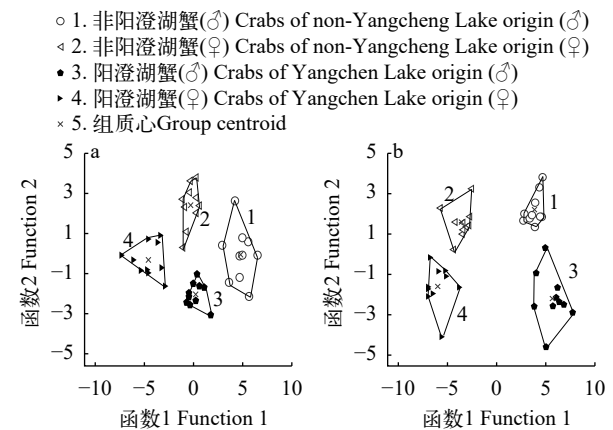 1. 非阳澄湖蟹(♂) Crabs of non-Yangcheng Lake origin (♂)
2. 非阳澄湖蟹(♀) Crabs of non-Yangcheng Lake origin (♀)
3. 阳澄湖蟹(♂) Crabs of Yangchen Lake origin (♂)
4. 阳澄湖蟹(♀) Crabs of Yangchen Lake origin (♀)
5. 组质心Group centroid
a
5
3
1
−1
−3
−5
函数2 Function 2
1
2
3
4
−10 −5 0 5 10
函数1 Function 1
b
5
3
1
−1
−3
−5
函数2 Function 2
1
2
3
4
−10 −5 0 5 10
函数1 Function 1